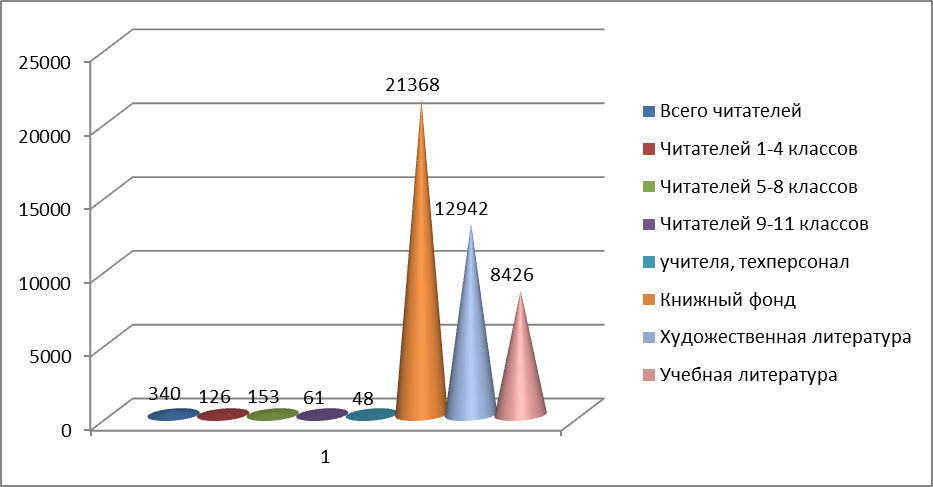 25000
20000
15000
10000
5000
0
340
126
153
61
48
21368
12942
8426
1
Всего читателей
Читателей 1-4 классов
Читателей 5-8 классов
Читателей 9-11 классов
учителя, техперсонал
Книжный фонд
Художественная литература
Учебная литература